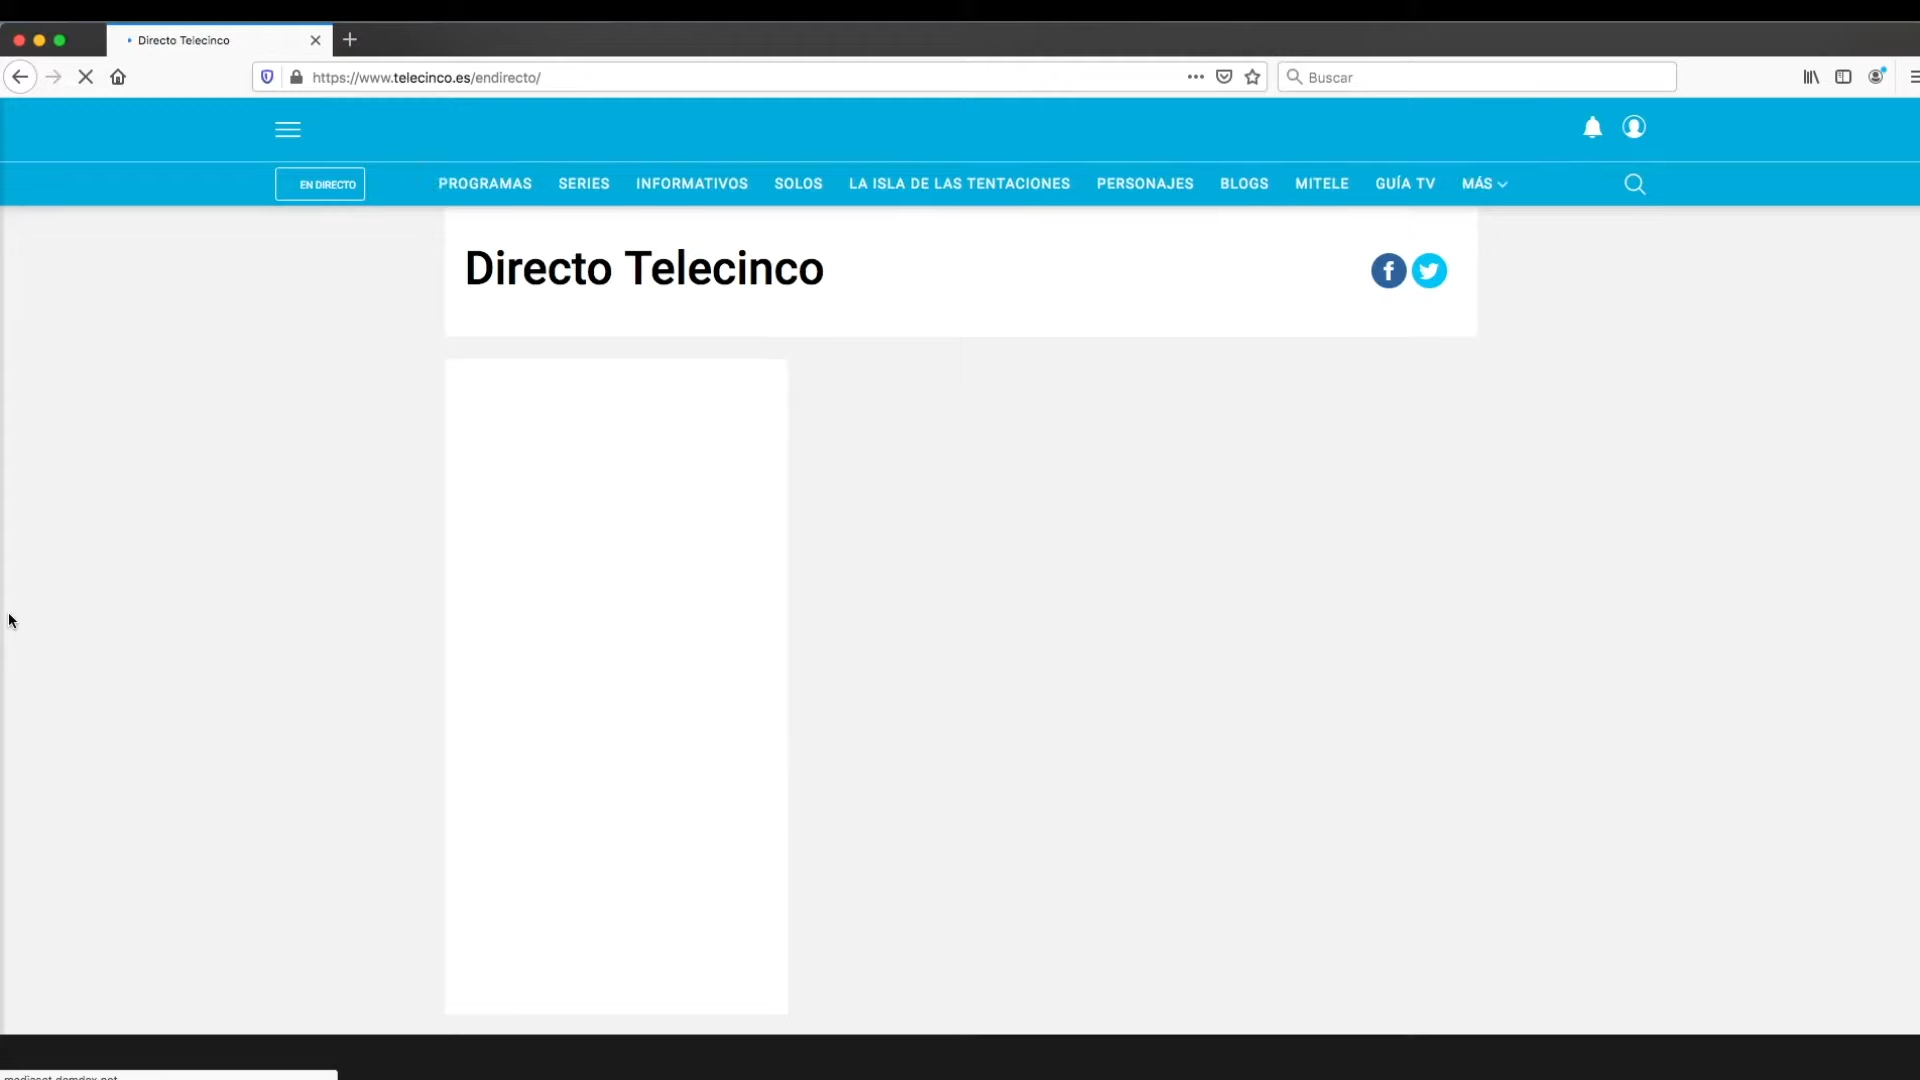 Directo Telecinco
https://www.telecinco.es/endirecto/
Buscar
EN DIRECTO
PROGRAMAS
SERIES
INFORMATIVOS
SOLOS
LA ISLA DE LAS TENTACIONES
PERSONAJES
BLOGS
MITELE
GUÍA TV
MÁS
Directo Telecinco